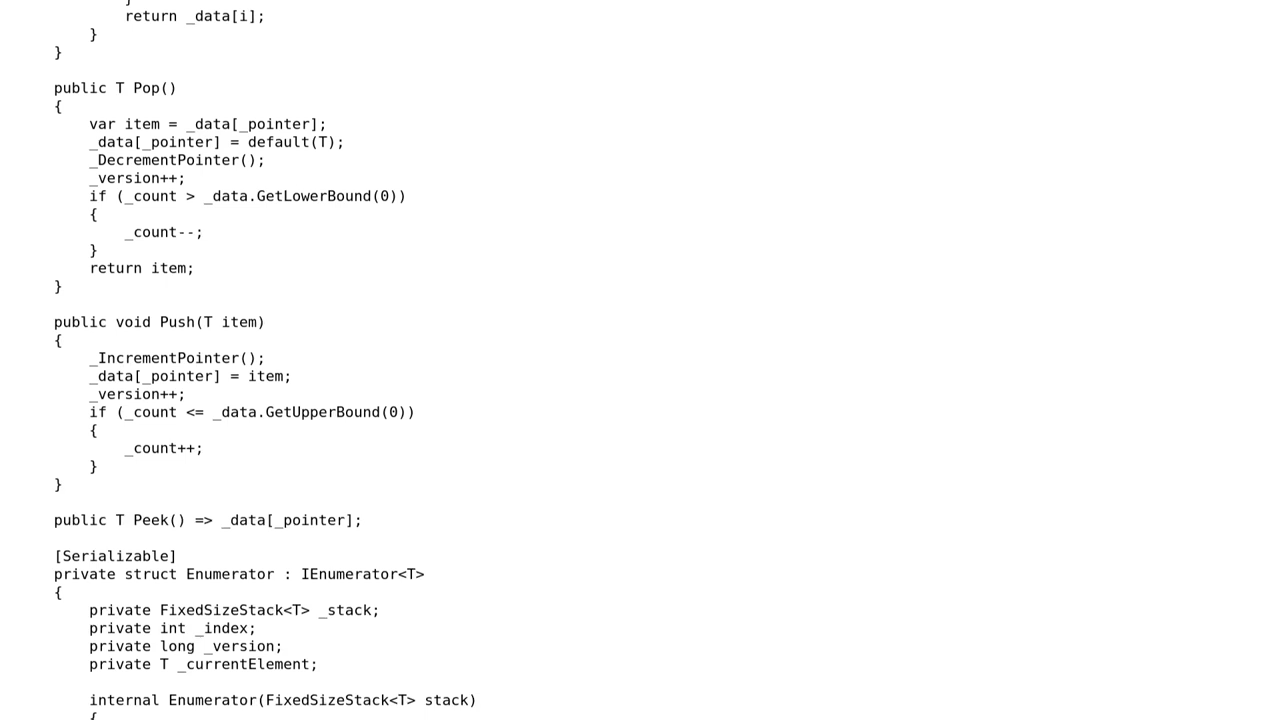 }
return _data[i];
}
}
public T Pop()
{
var item = _data[_pointer];
_data[_pointer] = default(T);
_DecrementPointer();
_version++;
if (_count > _data.GetLowerBound(0))
{
_count--;
}
return item;
}
public void Push(T item)
{
_IncrementPointer();
_data[_pointer] = item;
_version++;
if (_count <= _data.GetUpperBound(0))
{
_count++;
}
}
public T Peek() => _data[_pointer];
[Serializable]
private struct Enumerator : IEnumerator<T>
{
private FixedSizeStack<T> _stack;
private int _index;
private long _version;
private T _currentElement;
internal Enumerator(FixedSizeStack<T> stack)
{